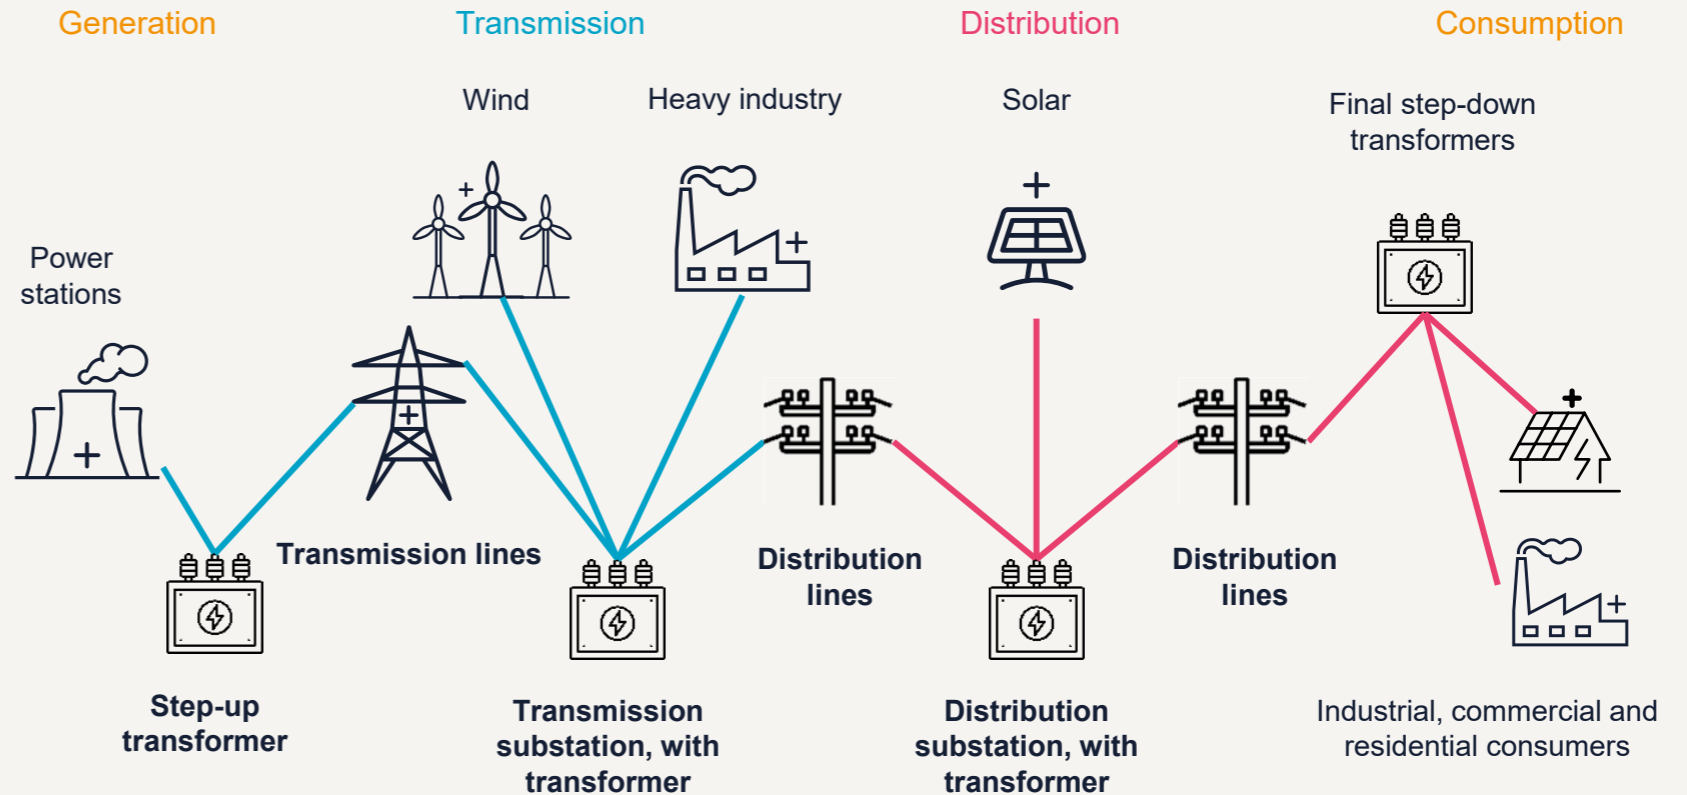 Generation
Transmission
Distribution
Consumption
Wind
Heavy industry
Solar
Final step-down
transformers
Power
stations
Transmission lines
Distribution
lines
Distribution
lines
Step-up
transformer
Transmission
substation, with
transformer
Distribution
substation, with
transformer
Industrial, commercial and
residential consumers